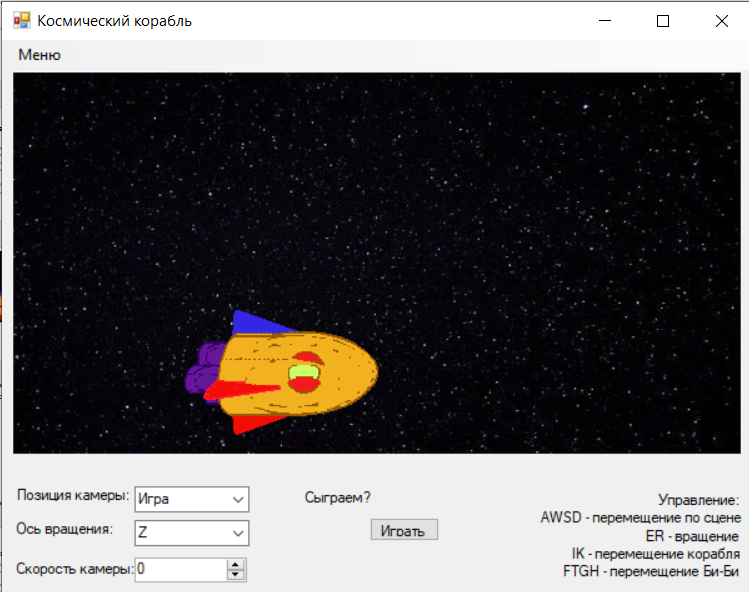 Космический корабль
Меню
Позиция камеры: Игра
Ось вращения: Z
Скорость камеры: 0
Сыграем?
Играть
Управление:
AWSD - перемещение по сцене
ER - вращение
IK - перемещение корабля
FTGH - перемещение Би-Би